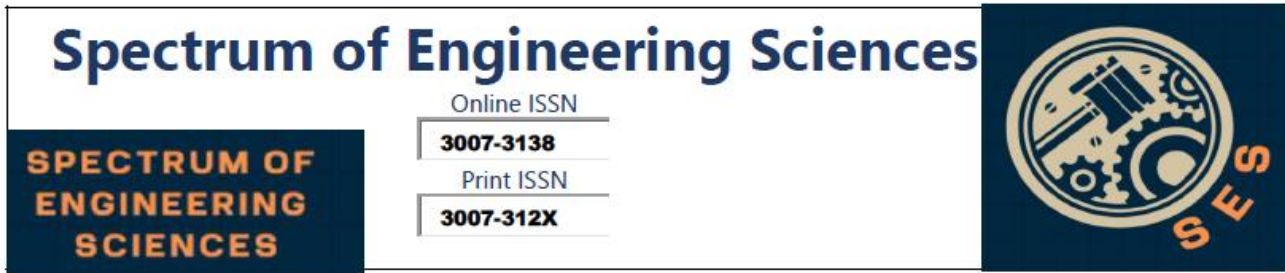 Spectrum of Engineering Sciences
Online ISSN
3007-3138
Print ISSN
3007-312X
SPECTRUM OF
ENGINEERING
SCIENCES
SES